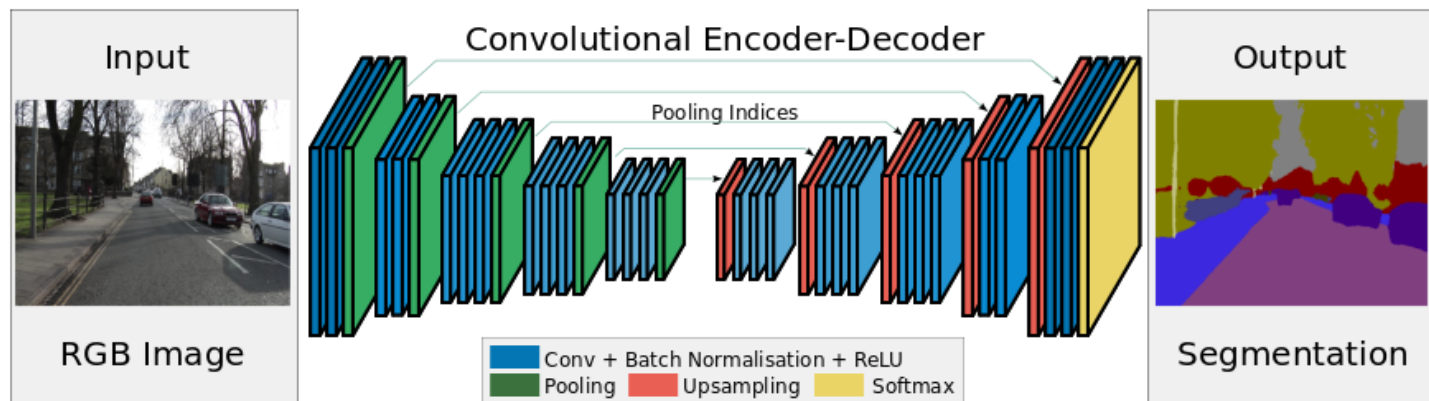 Convolutional Encoder-Decoder
Input
RGB Image
Pooling Indices
Output
Segmentation
Conv + Batch Normalisation + ReLU
Pooling
Upsampling
Softmax